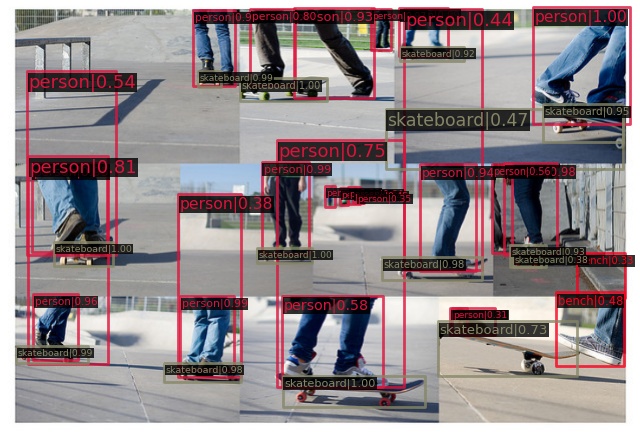 person|0.9
person|0.80
son|0.93
person
person|0.44
person|1.00
skateboard|0.99
skateboard|1.00
skateboard|0.92
person|0.54
skateboard|0.47
skateboard|0.95
person|0.75
person|0.81
person|0.99
person|0.94
person|0.56
0.98
person|0.38
person|0.35
skateboard|1.00
skateboard|1.00
skateboard|0.98
skateboard|0.93
skateboard|0.38
nch|0.33
person|0.96
person|0.99
person|0.58
person|0.31
bench|0.48
skateboard|0.73
skateboard|0.99
skateboard|0.98
skateboard|1.00